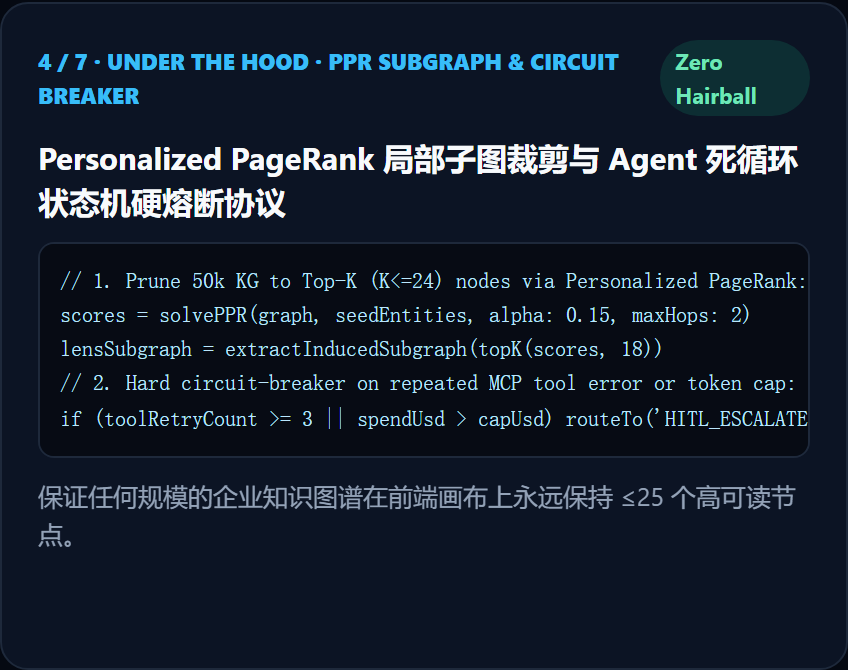 4 / 7 · UNDER THE HOOD · PPR SUBGRAPH & CIRCUIT
BREAKER
Zero
Hairball
Personalized PageRank 局部子图裁剪与 Agent 死循环
状态机硬熔断协议
// 1. Prune 50k KG to Top-K (K<=24) nodes via Personalized PageRank:
scores = solvePPR(graph, seedEntities, alpha: 0.15, maxHops: 2)
lensSubgraph = extractInducedSubgraph(topK(scores, 18))
// 2. Hard circuit-breaker on repeated MCP tool error or token cap:
if (toolRetryCount >= 3 || spendUsd > capUsd) routeTo('HITL_ESCALATE
保证任何规模的企业知识图谱在前端画布上永远保持 ≤25 个高可读节
点。